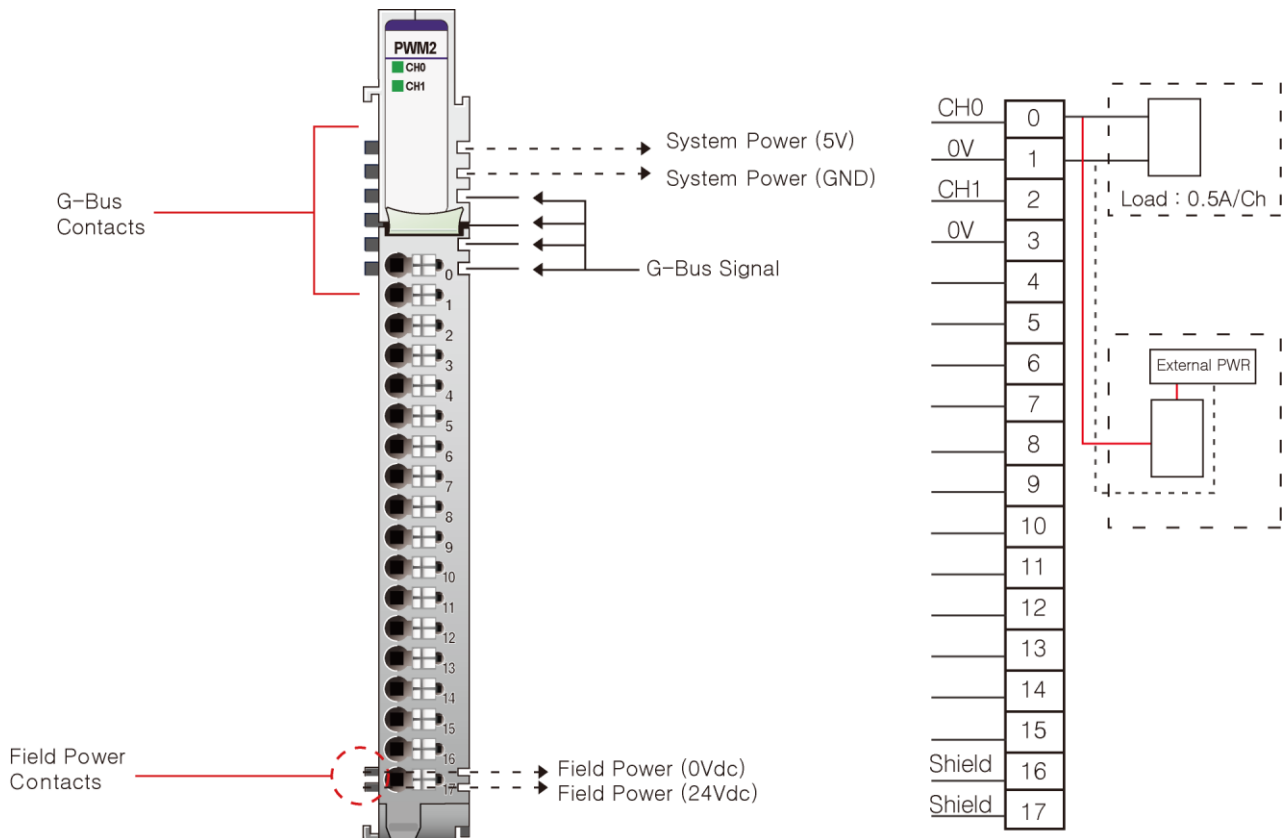 PWM2
CH0
CH1
System Power (5V)
System Power (GND)
G-Bus
Contacts
G-Bus Signal
0
1
2
3
4
5
6
7
8
9
10
11
12
13
14
15
16
17
Field Power
Contacts
Field Power (0Vdc)
Field Power (24Vdc)
CH0 0
0V 1
CH1 2
0V 3
4
5
6
7
8
9
10
11
12
13
14
15
Shield 16
Shield 17
Load : 0.5A/Ch
External PWR